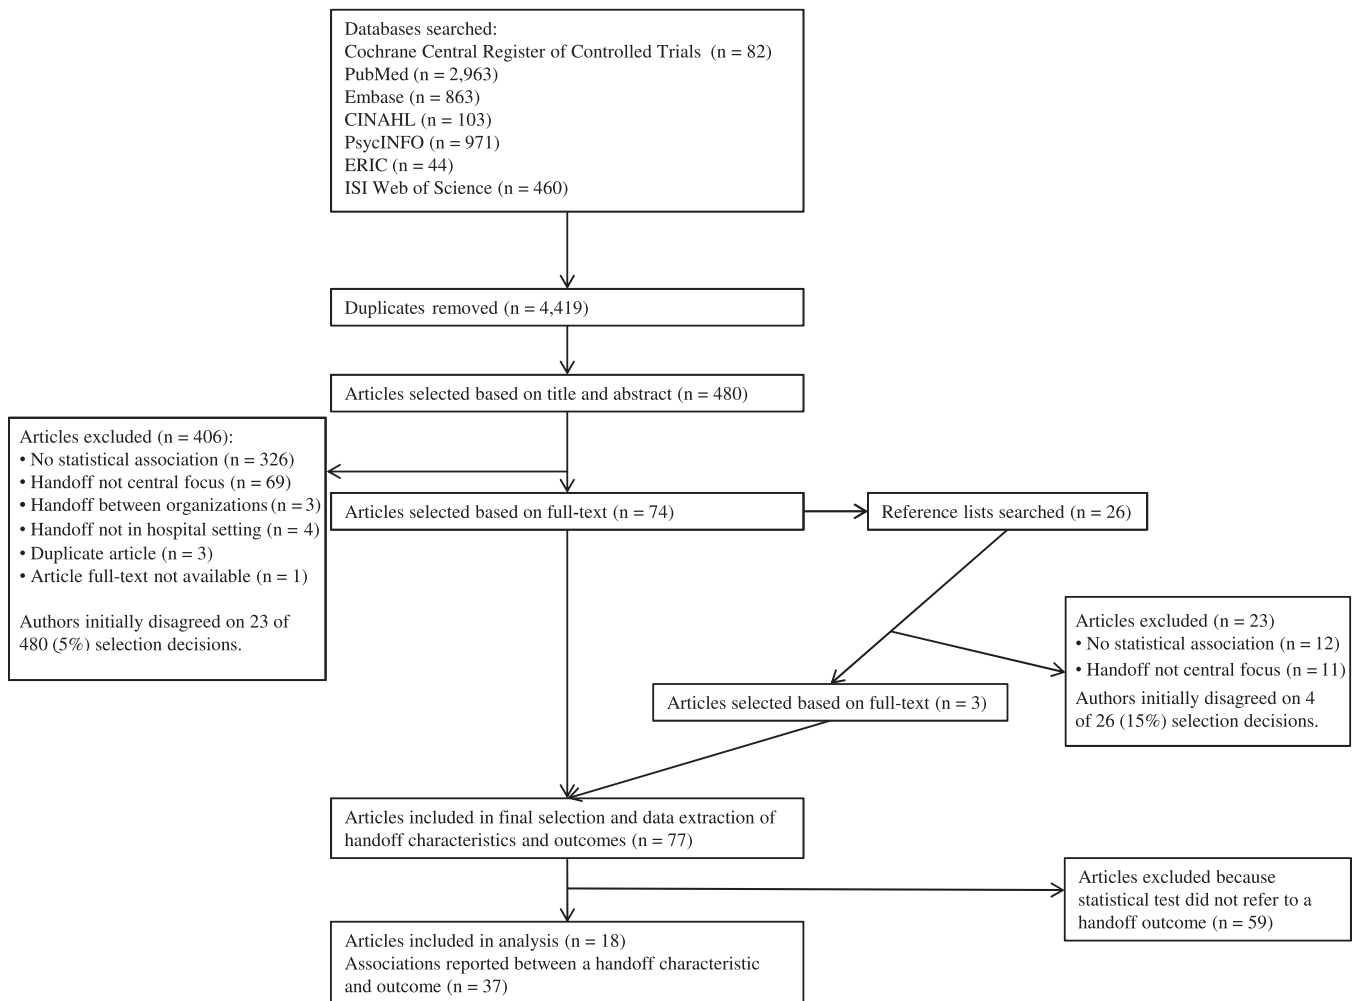 Databases searched:
Cochrane Central Register of Controlled Trials (n = 82)
PubMed (n = 2,963)
Embase (n = 863)
CINAHL (n = 103)
PsycINFO (n = 971)
ERIC (n = 44)
ISI Web of Science (n = 460)
Duplicates removed (n = 4,419)
Articles selected based on title and abstract (n = 480)
Articles excluded (n = 406):
• No statistical association (n = 326)
• Handoff not central focus (n = 69)
• Handoff between organizations (n = 3)
• Handoff not in hospital setting (n = 4)
• Duplicate article (n = 3)
• Article full-text not available (n = 1)
Authors initially disagreed on 23 of
480 (5%) selection decisions.
Articles selected based on full-text (n = 74)
Reference lists searched (n = 26)
Articles excluded (n = 23)
• No statistical association (n = 12)
• Handoff not central focus (n = 11)
Authors initially disagreed on 4
of 26 (15%) selection decisions.
Articles selected based on full-text (n = 3)
Articles included in final selection and data extraction of
handoff characteristics and outcomes (n = 77)
Articles excluded because
statistical test did not refer to a
handoff outcome (n = 59)
Articles included in analysis (n = 18)
Associations reported between a handoff characteristic
and outcome (n = 37)